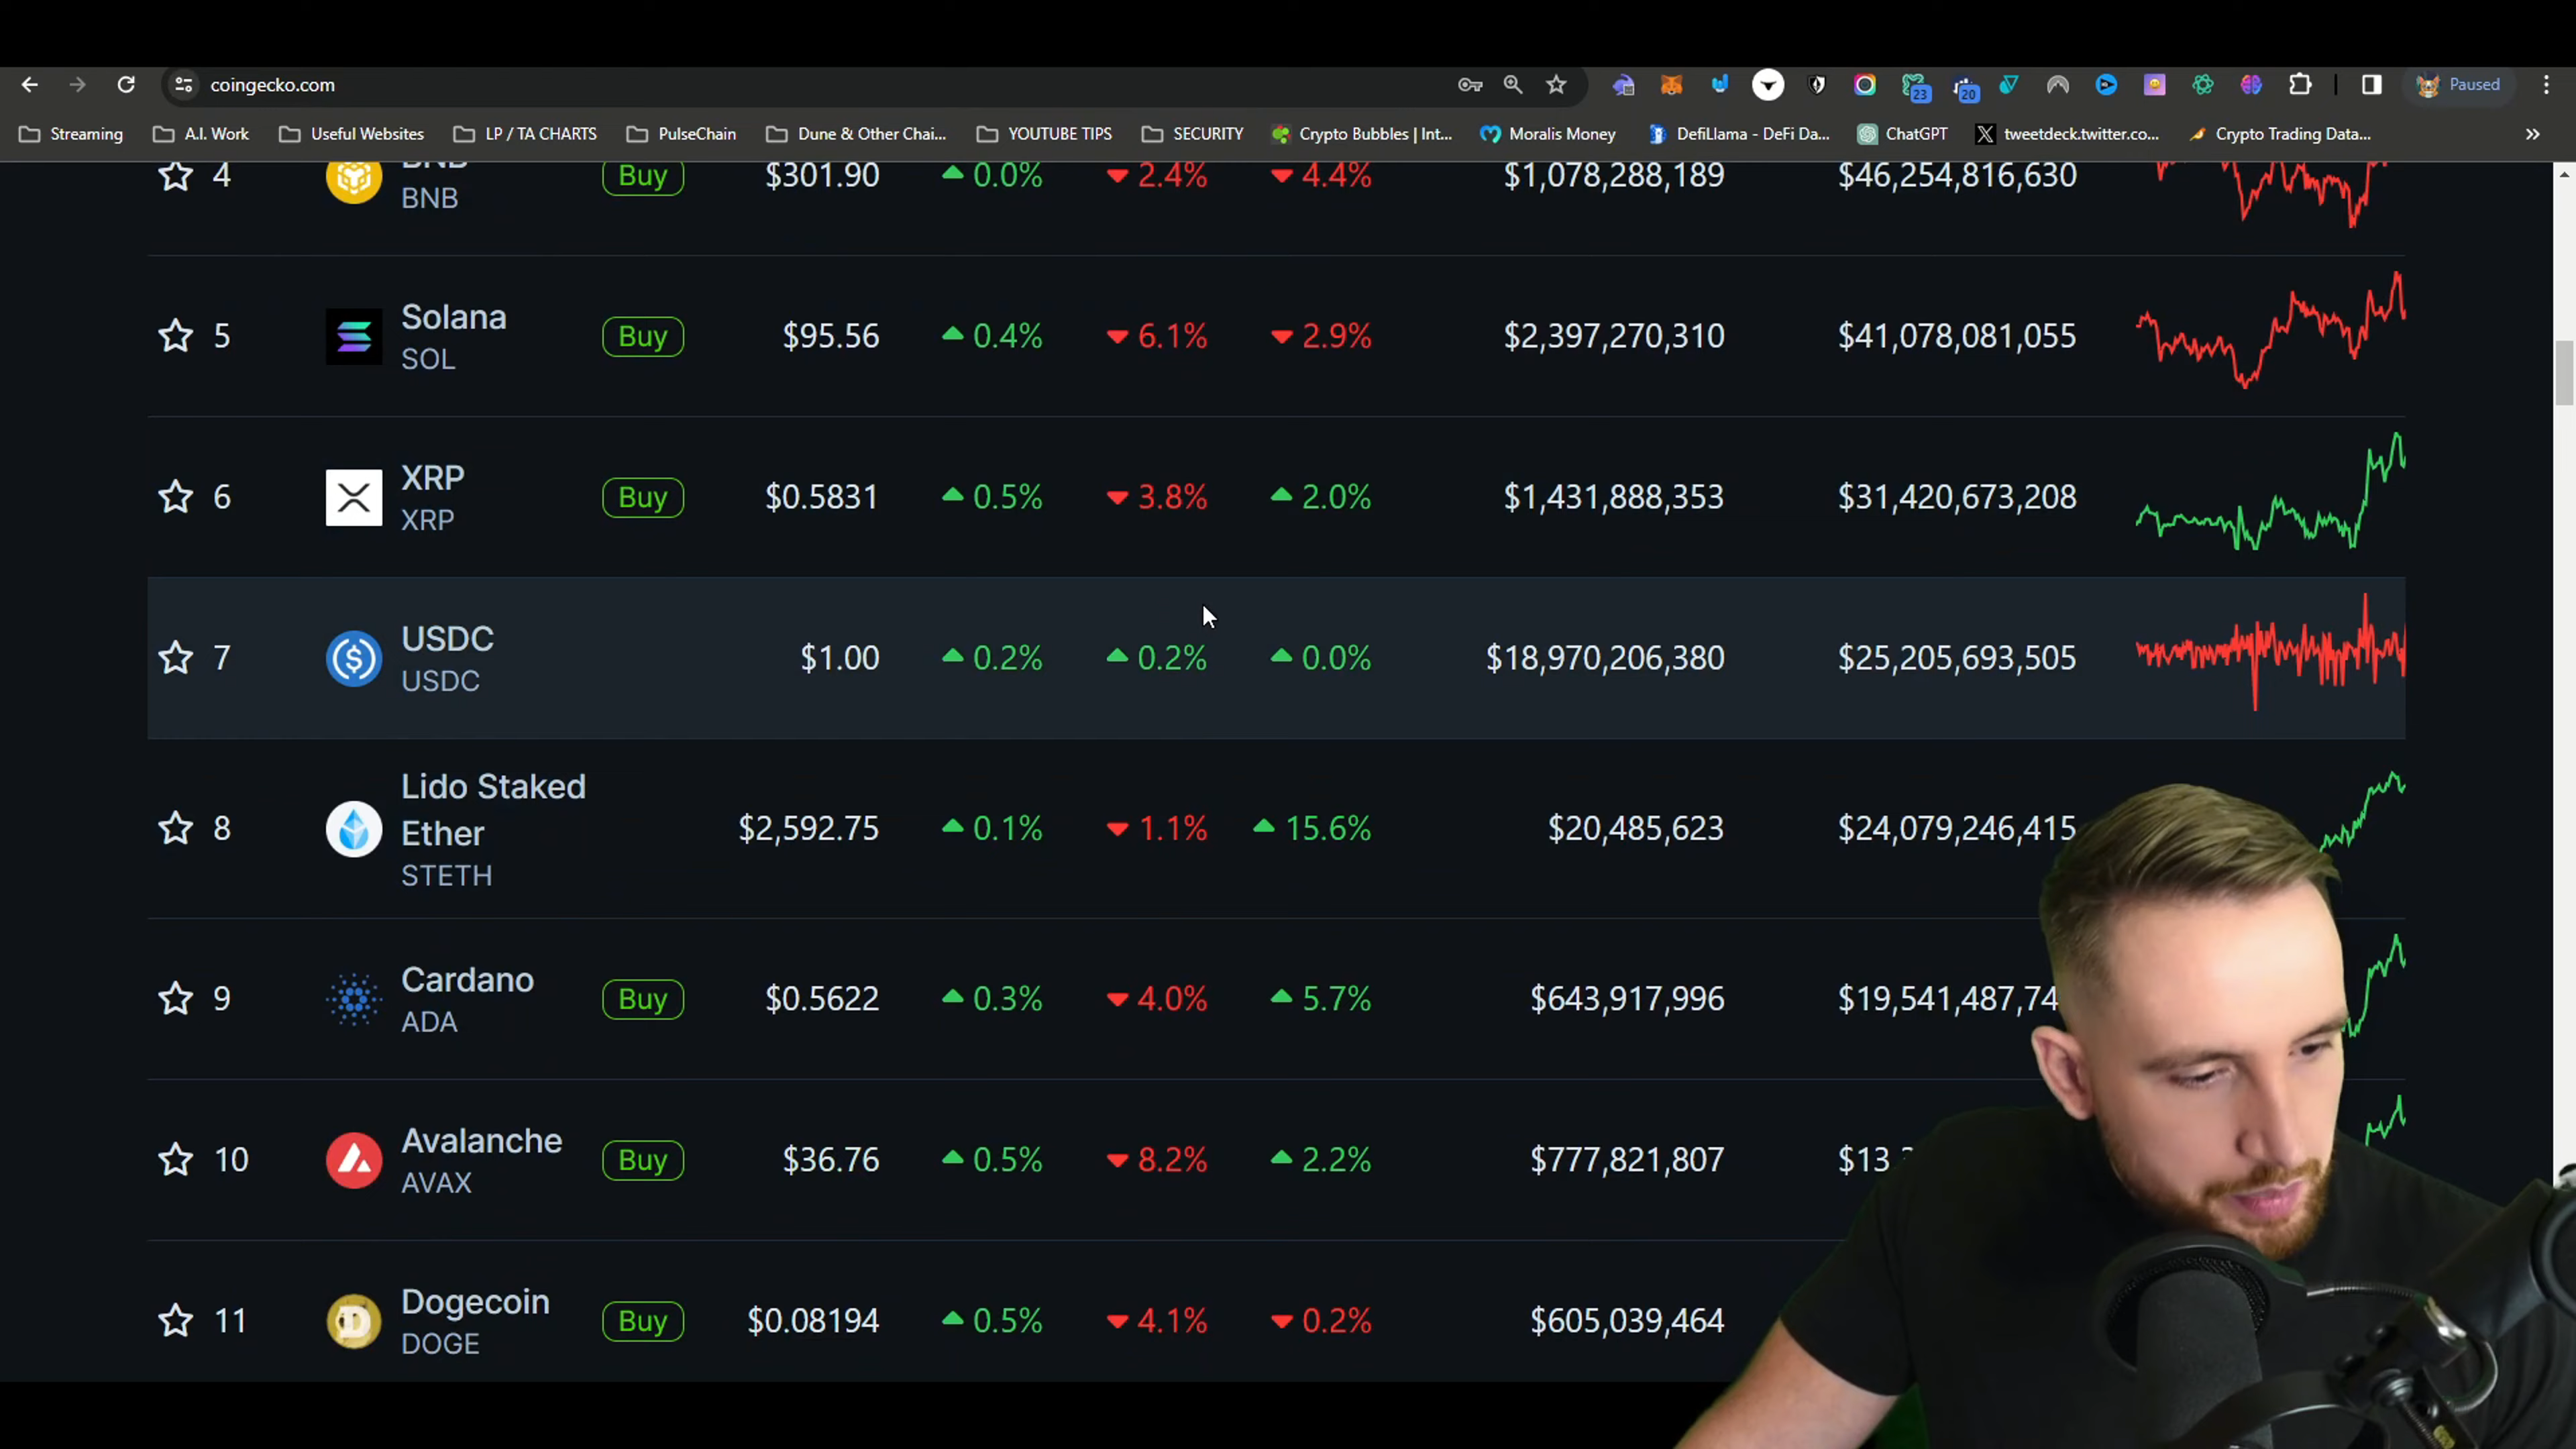 coingecko.com
23
20
Paused
Streaming
A.I. Work
Useful Websites
LP / TA CHARTS
PulseChain
Dune & Other Chai...
YOUTUBE TIPS
SECURITY
Crypto Bubbles | Int...
Moralis Money
DefiLlama - DeFi Da...
ChatGPT
tweetdeck.twitter.co...
Crypto Trading Data...
4 BNB Buy $301.90 0.0% 2.4% 4.4% $1,078,288,189 $46,254,816,630
BNB
5 Solana Buy $95.56 0.4% 6.1% 2.9% $2,397,270,310 $41,078,081,055
SOL
6 XRP Buy $0.5831 0.5% 3.8% 2.0% $1,431,888,353 $31,420,673,208
XRP
7 USDC $1.00 0.2% 0.2% 0.0% $18,970,206,380 $25,205,693,505
USDC
8 Lido Staked
Ether $2,592.75 0.1% 1.1% 15.6% $20,485,623 $24,079,246,415
STETH
9 Cardano Buy $0.5622 0.3% 4.0% 5.7% $643,917,996 $19,541,487,74
ADA
10 Avalanche Buy $36.76 0.5% 8.2% 2.2% $777,821,807 $13,
AVAX
11 Dogecoin Buy $0.08194 0.5% 4.1% 0.2% $605,039,464
DOGE